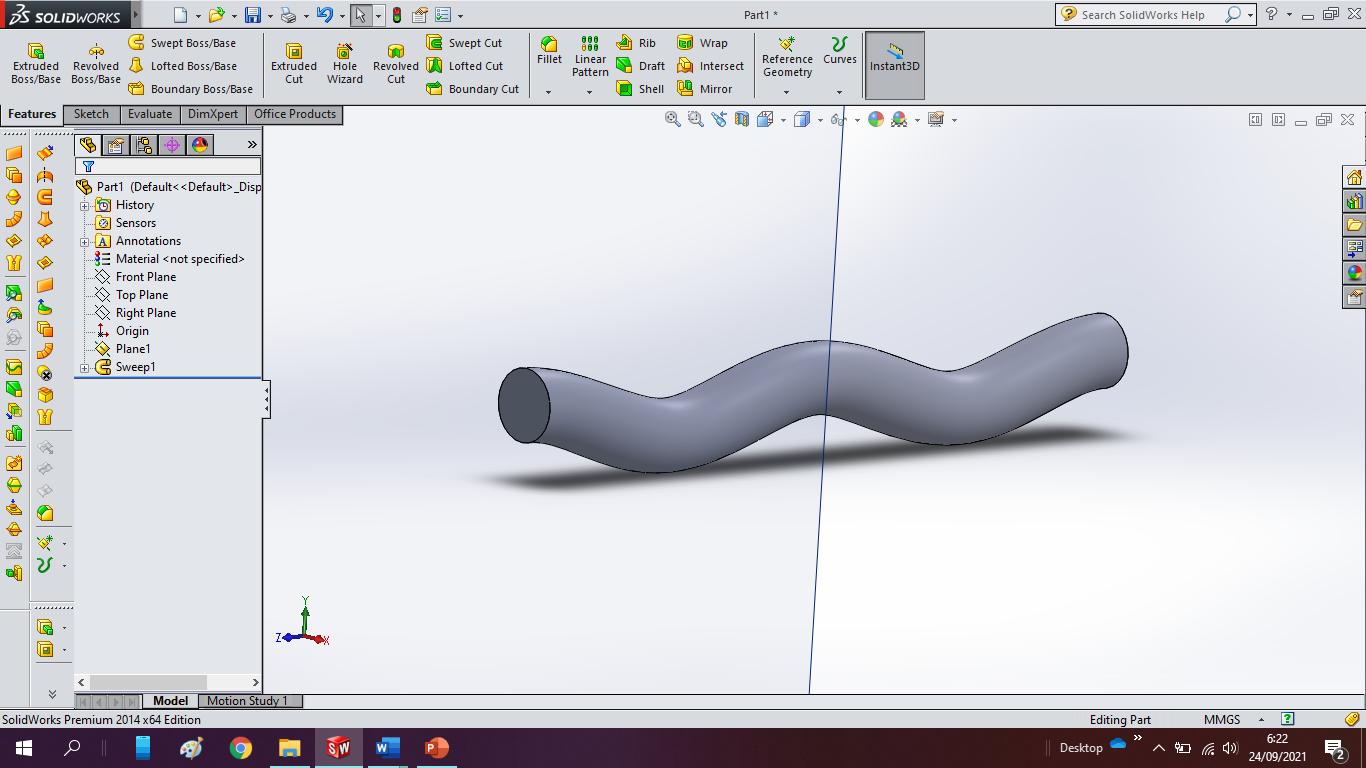 SOLIDWORKS
Part1 *
Search SolidWorks Help
Extruded Boss/Base
Revolved Boss/Base
Swept Boss/Base
Lofted Boss/Base
Boundary Boss/Base
Extruded Cut
Hole Wizard
Revolved Cut
Swept Cut
Lofted Cut
Boundary Cut
Fillet
Linear Pattern
Rib
Draft
Shell
Wrap
Intersect
Mirror
Reference Geometry
Curves
Instant3D
Features Sketch Evaluate DimXpert Office Products
Part1 (Default<<Default>_Disp
History
Sensors
Annotations
Material <not specified>
Front Plane
Top Plane
Right Plane
Origin
Plane1
Sweep1
Y
Z X
Model Motion Study 1
SolidWorks Premium 2014 x64 Edition
Editing Part MMGS
Desktop
6:22
24/09/2021
2